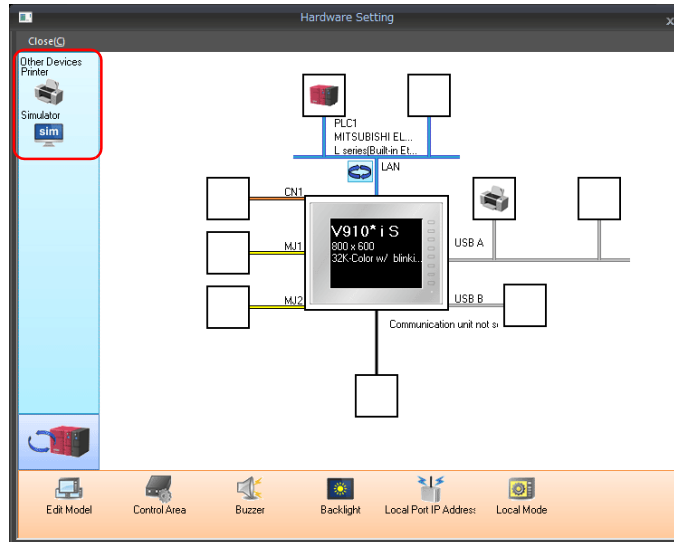 Hardware Setting
x
Close(C)
Other Devices
Printer
Simulator
sim
PLC1
MITSUBISHI EL...
L series(Built-in Et...
LAN
CN1
MJ1
MJ2
V910* i S
800 x 600
32K-Color w/ blinki...
USB A
USB B
Communication unit not s
Edit Model
Control Area
Buzzer
Backlight
Local Port IP Address
Local Mode